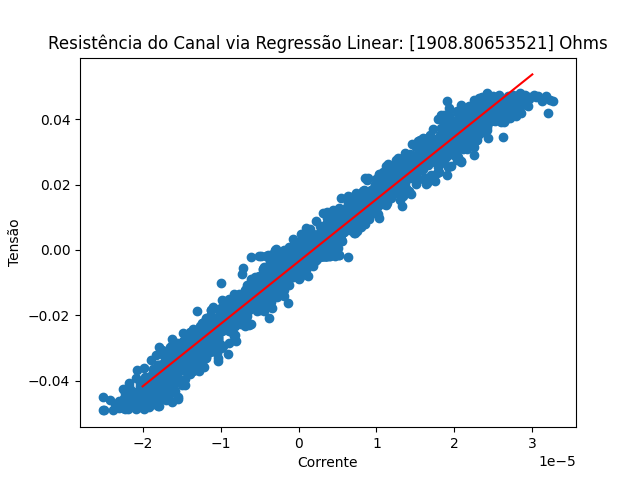 Resistência do Canal via Regressão Linear: [1908.80653521] Ohms
Tensão
0.04
0.02
0.00
−0.02
−0.04
−2 −1 0 1 2 3
1e−5
Corrente